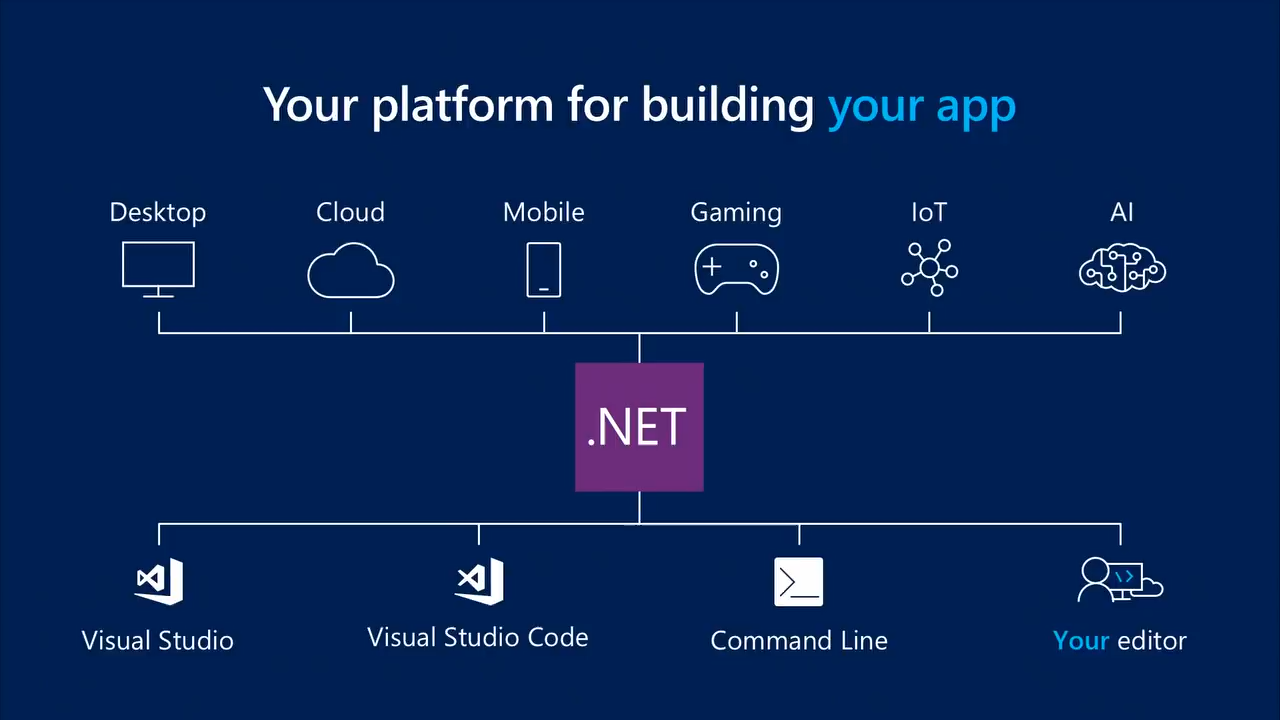 Your platform for building your app
Desktop
Cloud
Mobile
Gaming
IoT
AI
.NET
Visual Studio
Visual Studio Code
Command Line
Your editor